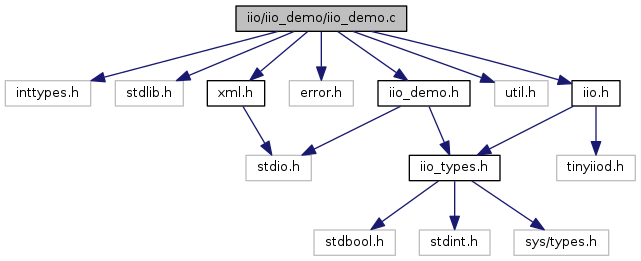 iio/iio_demo/iio_demo.c
inttypes.h
stdlib.h
xml.h
error.h
iio_demo.h
util.h
iio.h
stdio.h
iio_types.h
tinyiiod.h
stdbool.h
stdint.h
sys/types.h